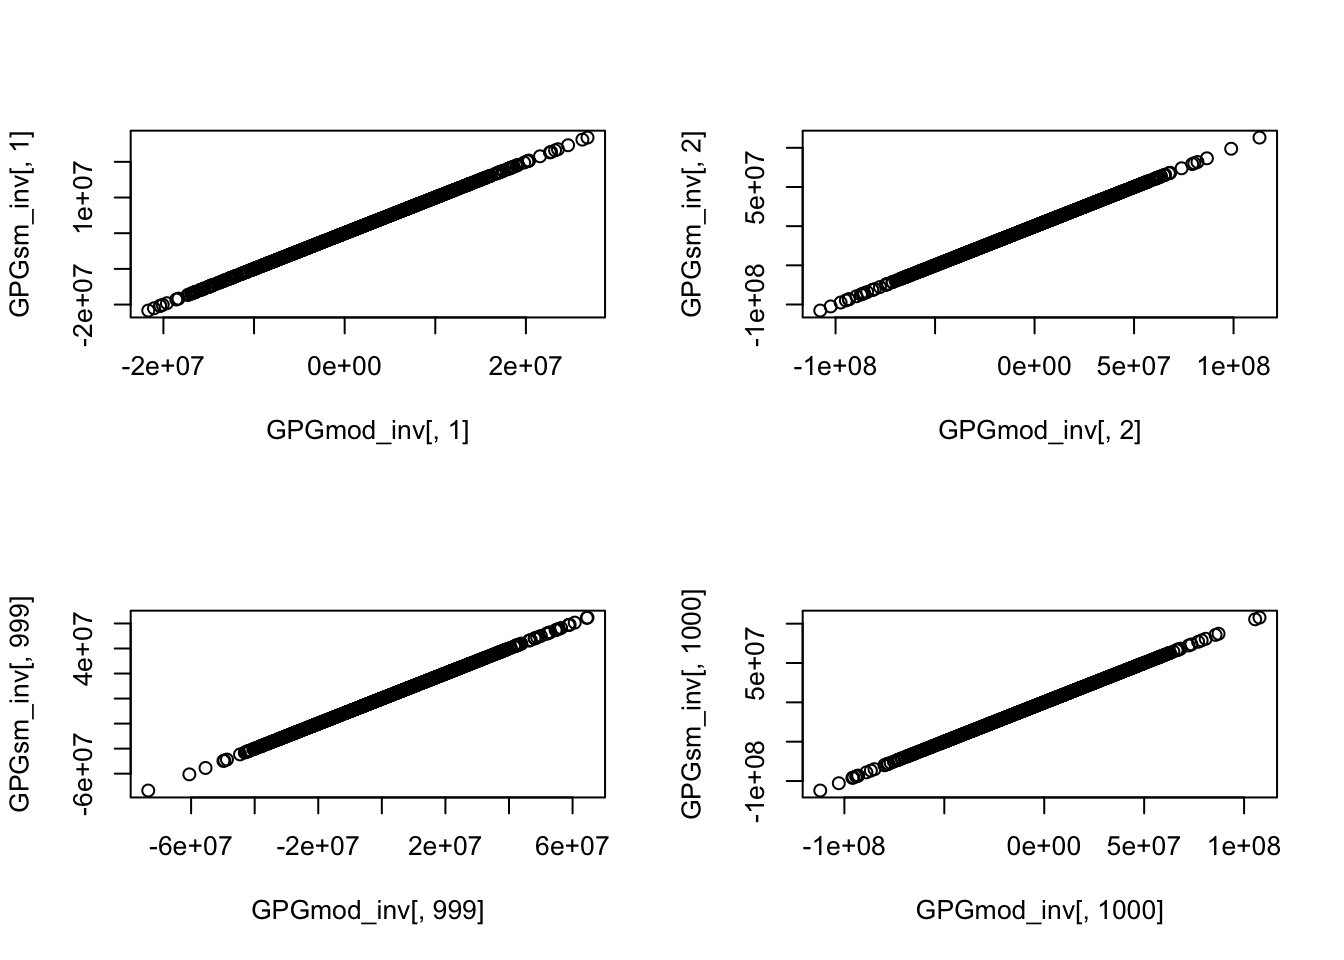 GPGsm_inv[, 1]
-2e+07 1e+07
-2e+07 0e+00 2e+07
GPGmod_inv[, 1]
GPGsm_inv[, 2]
-1e+08 5e+07
-1e+08 0e+00 5e+07 1e+08
GPGmod_inv[, 2]
GPGsm_inv[, 999]
-6e+07 4e+07
-6e+07 -2e+07 2e+07 6e+07
GPGmod_inv[, 999]
GPGsm_inv[, 1000]
-1e+08 5e+07
-1e+08 0e+00 5e+07 1e+08
GPGmod_inv[, 1000]